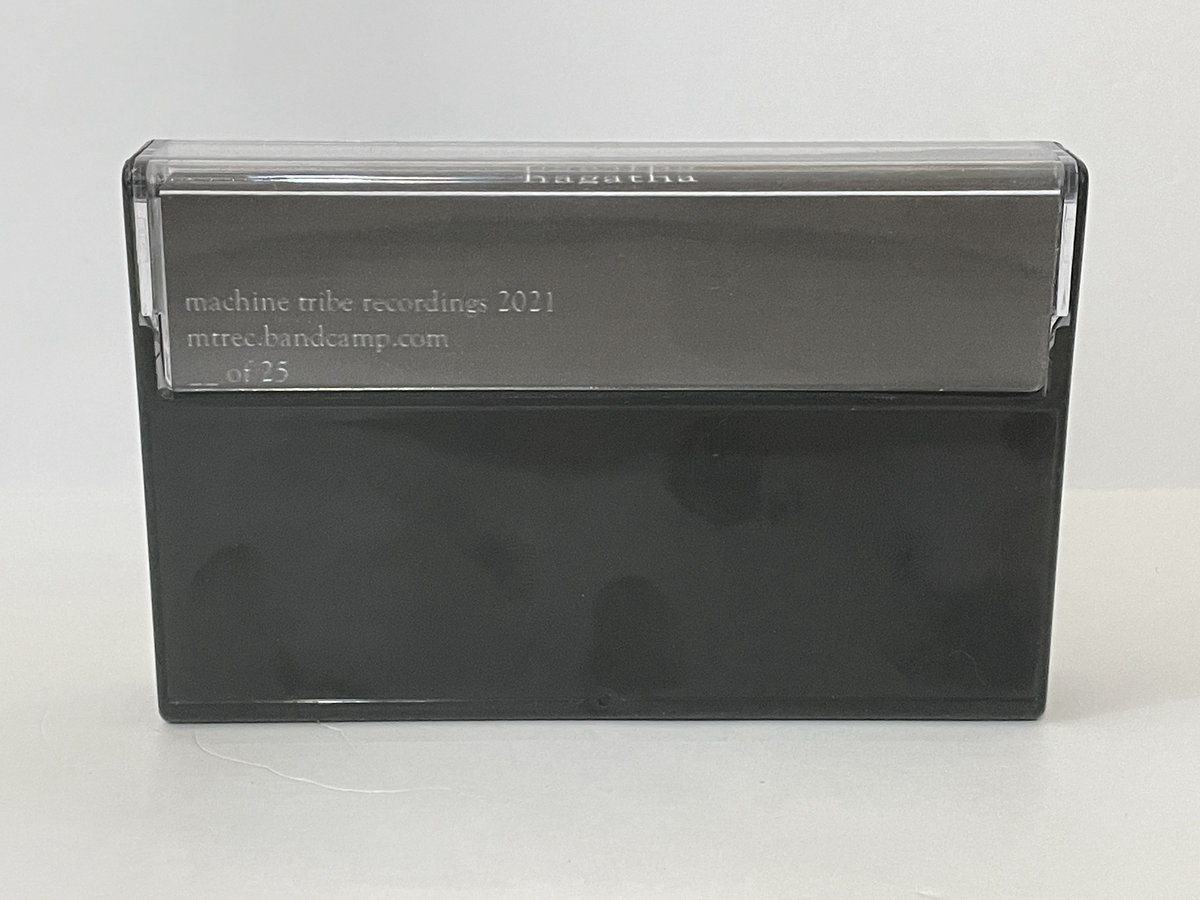 hagatha
machine tribe recordings 2021
mtrec.bandcamp.com
__ of 25